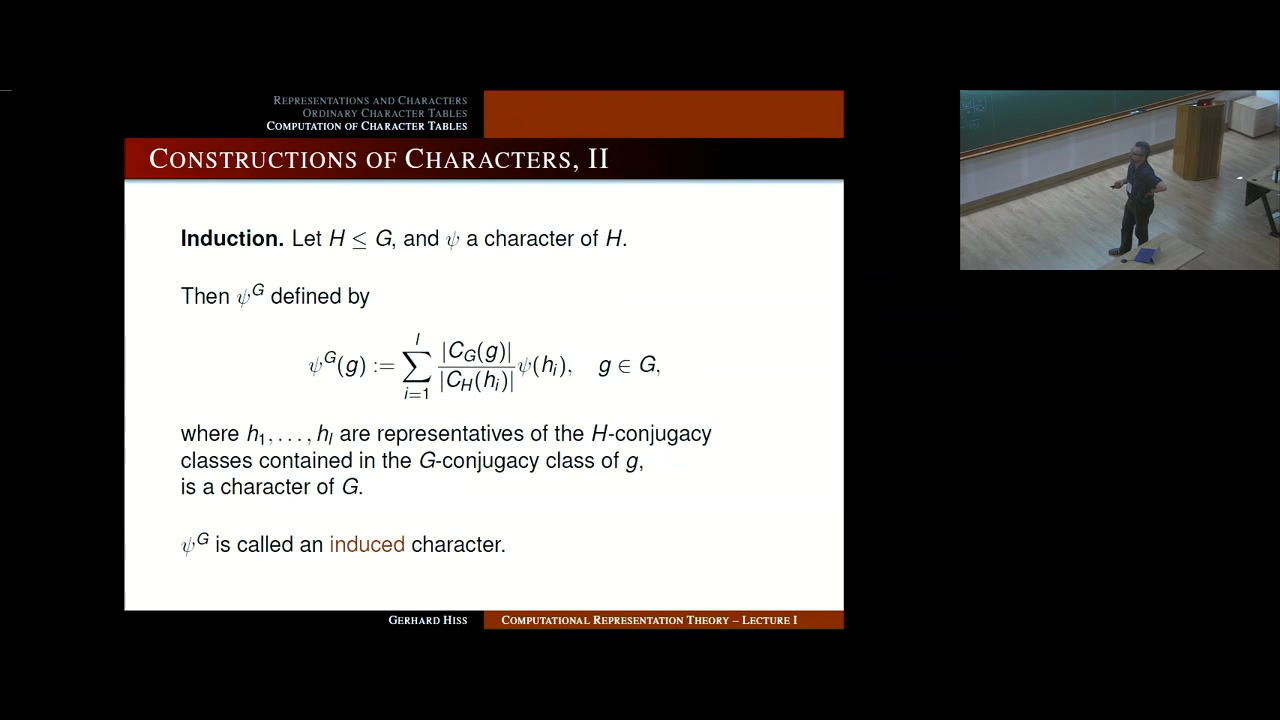 REPRESENTATIONS AND CHARACTERS
ORDINARY CHARACTER TABLES
COMPUTATION OF CHARACTER TABLES
CONSTRUCTIONS OF CHARACTERS, II
Induction. Let H ≤ G, and ψ a character of H.
Then ψ^G defined by
ψ^G(g) := ∑_{i=1}^{l} |C_G(g)| / |C_H(h_i)| ψ(h_i), g ∈ G,
where h_1, . . . , h_l are representatives of the H-conjugacy
classes contained in the G-conjugacy class of g,
is a character of G.
ψ^G is called an induced character.
GERHARD HISS
COMPUTATIONAL REPRESENTATION THEORY – LECTURE I